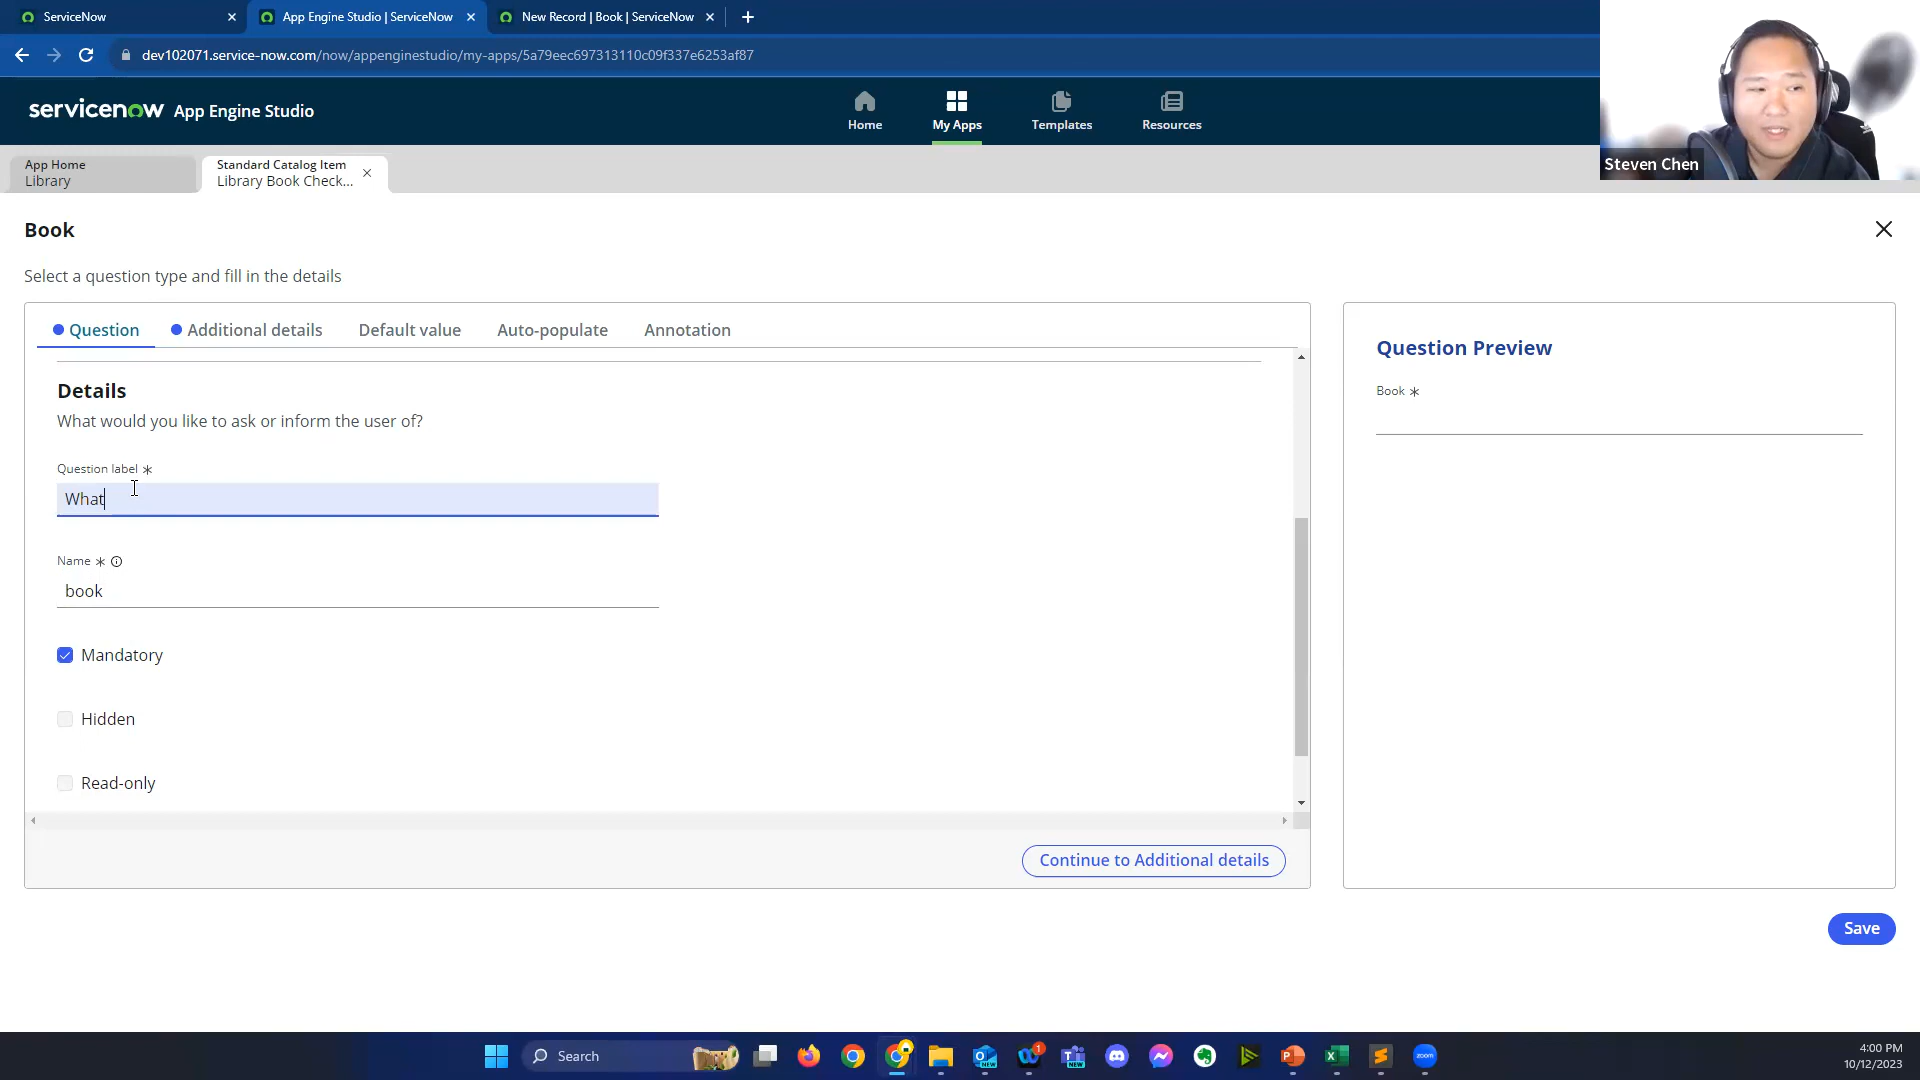 ServiceNow
App Engine Studio | ServiceNow
New Record | Book | ServiceNow
dev102071.service-now.com/now/appenginestudio/my-apps/5a79eec697313110c09f337e6253af87
servicenow App Engine Studio
Home
My Apps
Templates
Resources
Steven Chen
App Home
Library
Standard Catalog Item
Library Book Check...
Book
Select a question type and fill in the details
Question
Additional details
Default value
Auto-populate
Annotation
Details
What would you like to ask or inform the user of?
Question label *
What
Name *
book
Mandatory
Hidden
Read-only
Continue to Additional details
Question Preview
Book *
Save
Search
4:00 PM
10/12/2023